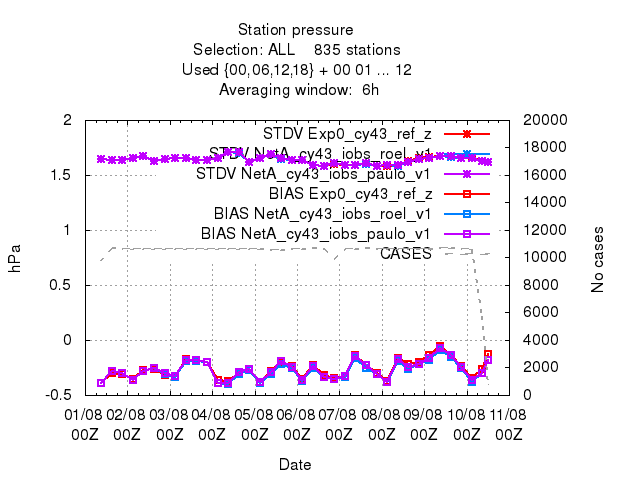 Station pressure
Selection: ALL    835 stations
Used {00,06,12,18} + 00 01 ... 12
Averaging window:  6h
2
1.5
1
0.5
0
-0.5
hPa
20000
18000
16000
14000
12000
10000
8000
6000
4000
2000
0
No cases
STDV Exp0_cy43_ref_z
STDV NetA_cy43_iobs_roel_v1
STDV NetA_cy43_iobs_paulo_v1
BIAS Exp0_cy43_ref_z
BIAS NetA_cy43_iobs_roel_v1
BIAS NetA_cy43_iobs_paulo_v1
CASES
01/08 02/08 03/08 04/08 05/08 06/08 07/08 08/08 09/08 10/08 11/08
00Z 00Z 00Z 00Z 00Z 00Z 00Z 00Z 00Z 00Z 00Z
Date